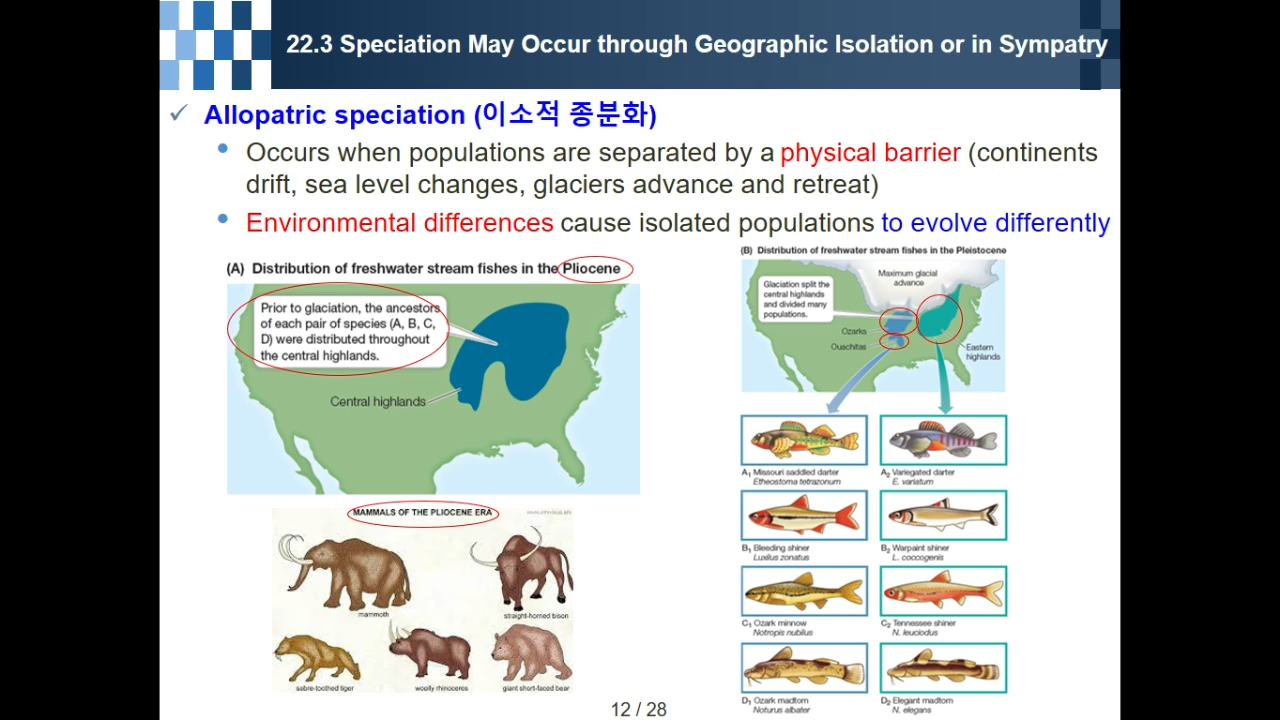 22.3 Speciation May Occur through Geographic Isolation or in Sympatry
✓ Allopatric speciation (이소적 종분화)
• Occurs when populations are separated by a physical barrier (continents
drift, sea level changes, glaciers advance and retreat)
• Environmental differences cause isolated populations to evolve differently
(A) Distribution of freshwater stream fishes in the Pliocene
Prior to glaciation, the ancestors
of each pair of species (A, B, C,
D) were distributed throughout
the central highlands.
Central highlands
MAMMALS OF THE PLIOCENE ERA
mammoth
straight-horned bison
sabre-toothed tiger
woolly rhinoceros
giant short-faced bear
(B) Distribution of freshwater stream fishes in the Pleistocene
Maximum glacial
advance
Glaciation split the
central highlands
and divided many
populations.
Ozarks
Ouachitas
Eastern
highlands
A1 Missouri saddled darter
Etheostoma tetrazonum
A2 Variegated darter
E. variatum
B1 Bleeding shiner
Luxilus zonatus
B2 Warpaint shiner
L. coccogenis
C1 Ozark minnow
Notropis nubilus
C2 Tennessee shiner
N. leuciodus
D1 Ozark madtom
Noturus albater
D2 Elegant madtom
N. elegans
12 / 28